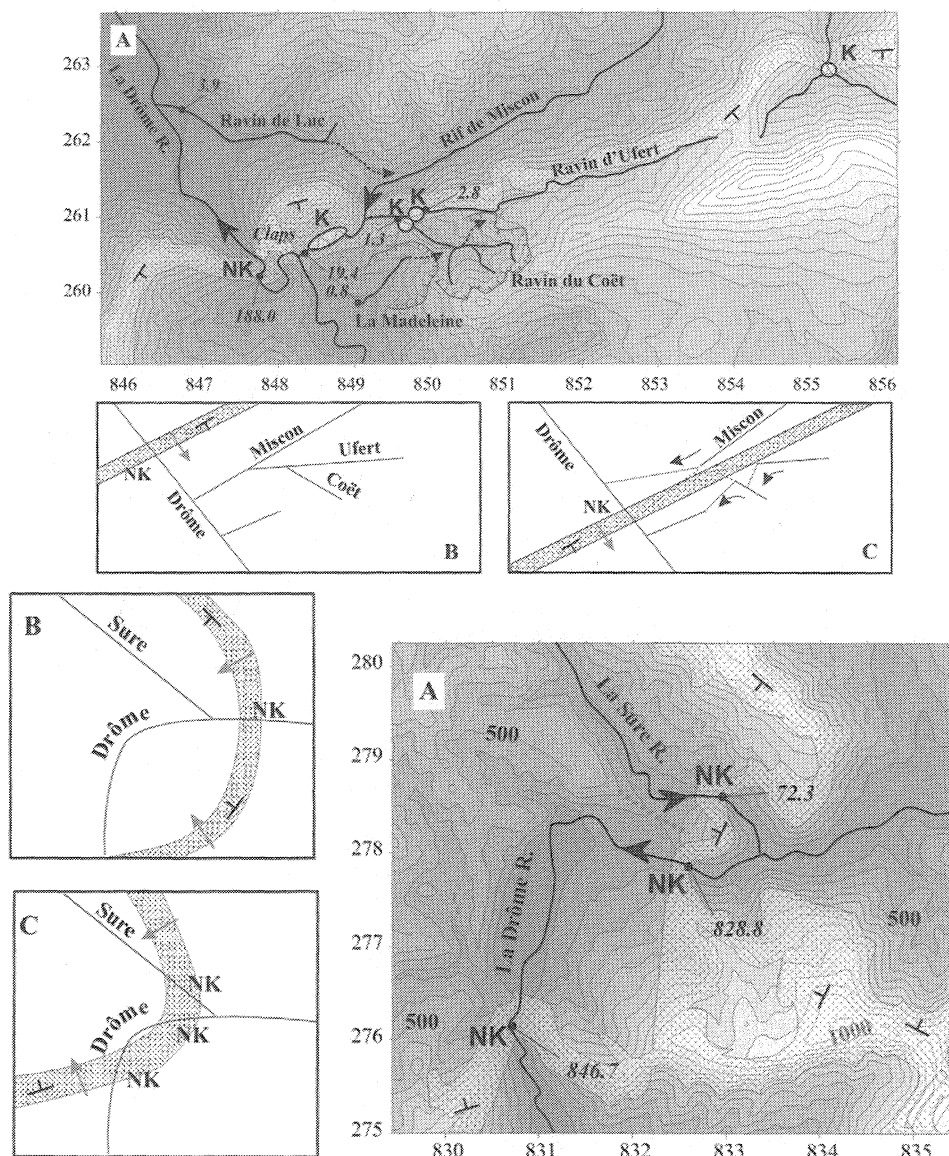 A
263
262
261
260
846 847 848 849 850 851 852 853 854 855 856
La Drôme R.
3.9
Ravin de Luc
Rif de Miscon
K
Ravin d'Ufert
K
K
K
2.8
1.3
Claps
NK
19.4
0.8
188.0
La Madeleine
Ravin du Coët
NK
Drôme
Miscon
Ufert
Coët
B
Drôme
Miscon
NK
C
B
Sure
Drôme
NK
C
Sure
Drôme
NK
NK
NK
A
280
279
278
277
276
275
830 831 832 833 834 835
500
La Sure R.
NK
72.3
La Drôme R.
NK
828.8
500
500
NK
846.7
1000